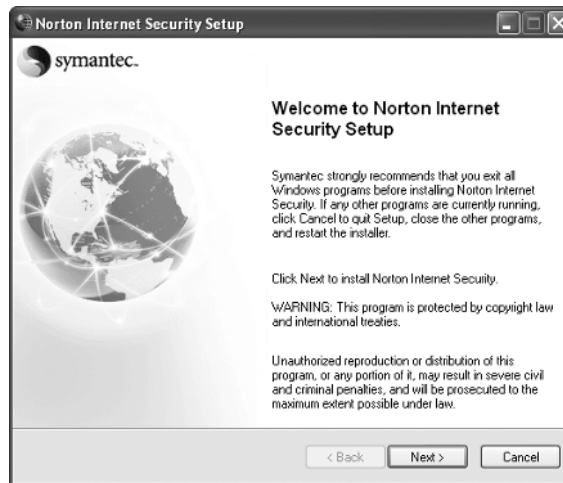 Norton Internet Security Setup
symantec.
Welcome to Norton Internet
Security Setup
Symantec strongly recommends that you exit all
Windows programs before installing Norton Internet
Security. If any other programs are currently running,
click Cancel to quit Setup, close the other programs,
and restart the installer.
Click Next to install Norton Internet Security.
WARNING: This program is protected by copyright law
and international treaties.
Unauthorized reproduction or distribution of this
program, or any portion of it, may result in severe civil
and criminal penalties, and will be prosecuted to the
maximum extent possible under law.
< Back Next > Cancel